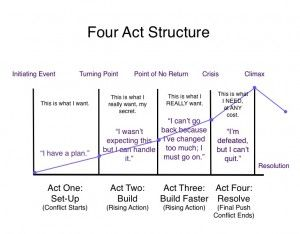 Four Act Structure
Initiating Event
Turning Point
Point of No Return
Crisis
Climax
This is what I want.
This is what I
really want, my
secret.
This is what I
REALLY want.
This is what
I NEED,
at ANY
cost.
"I have a plan."
"I wasn't
expecting this
but I can handle
it."
"I can't go
back because
I've changed
too much; I
must go on."
"I'm
defeated,
but I can't
quit."
Resolution
Act One:
Set-Up
(Conflict Starts)
Act Two:
Build
(Rising Action)
Act Three:
Build Faster
(Rising Action)
Act Four:
Resolve
(Final Push
Conflict Ends)